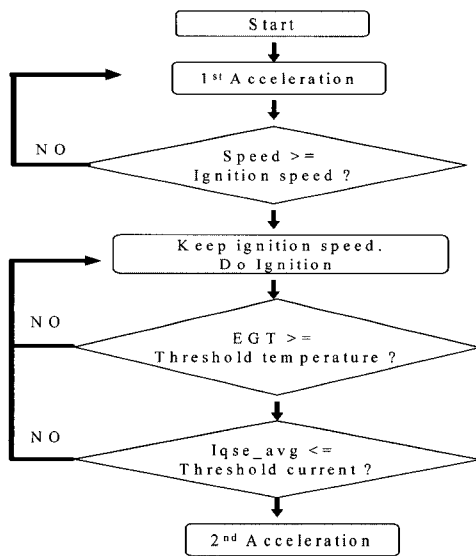 Start
1st Acceleration
NO
Speed >=
Ignition speed ?
Keep ignition speed.
Do Ignition
NO
EGT >=
Threshold temperature ?
NO
Iqse_avg <=
Threshold current ?
2nd Acceleration